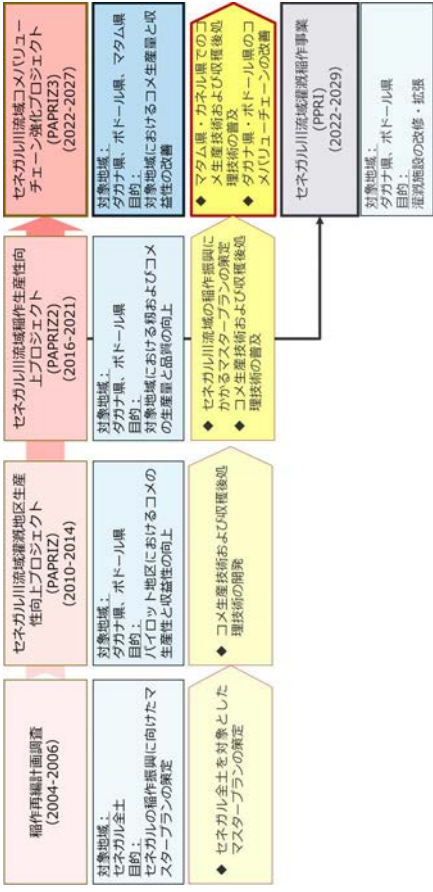 稲作再編計画調査
(2004-2006)
対象地域：
セネガル全土
目的：
セネガルの稲作振興に向けたマ
スタープランの策定
◆ セネガル全土を対象とした
マスタープランの策定
セネガル川流域灌漑地区生産
性向上プロジェクト
(PAPRIZ)
(2010-2014)
対象地域：
ダガナ県、ポドール県
目的：
パイロット地区におけるコメの
生産性と収益性の向上
◆ コメ生産技術および収穫後処
理技術の開発
セネガル川流域稲作生産性向
上プロジェクト
(PAPRIZ2)
(2016-2021)
対象地域：
ダガナ県、ポドール県
目的：
対象地域における籾およびコメ
の生産量と品質の向上
◆ セネガル川流域の稲作振興に
かかるマスタープランの策定
◆ コメ生産技術および収穫後処
理技術の普及
セネガル川流域コメバリュー
チェーン強化プロジェクト
(PAPRIZ3)
(2022-2027)
対象地域：
ダガナ県、ポドール県、マタム県
目的：
対象地域におけるコメ生産量と収
益性の改善
◆ マタム県・カネル県でのコ
メ生産技術および収穫後処
理技術の普及
◆ ダガナ県・ポドール県のコ
メバリューチェーンの改善
セネガル川流域灌漑稲作事業
(PPRI)
(2022-2029)
対象地域：
ダガナ県、ポドール県
目的：
灌漑施設の改修・拡張